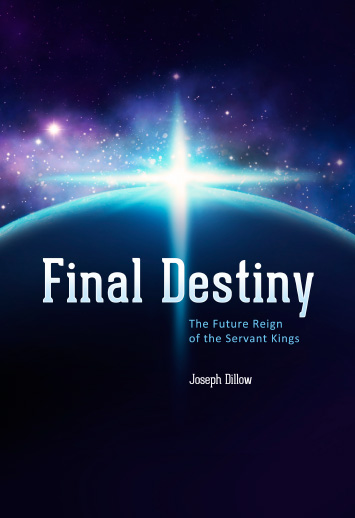 Final Destiny
The Future Reign
of the Servant Kings
Joseph Dillow